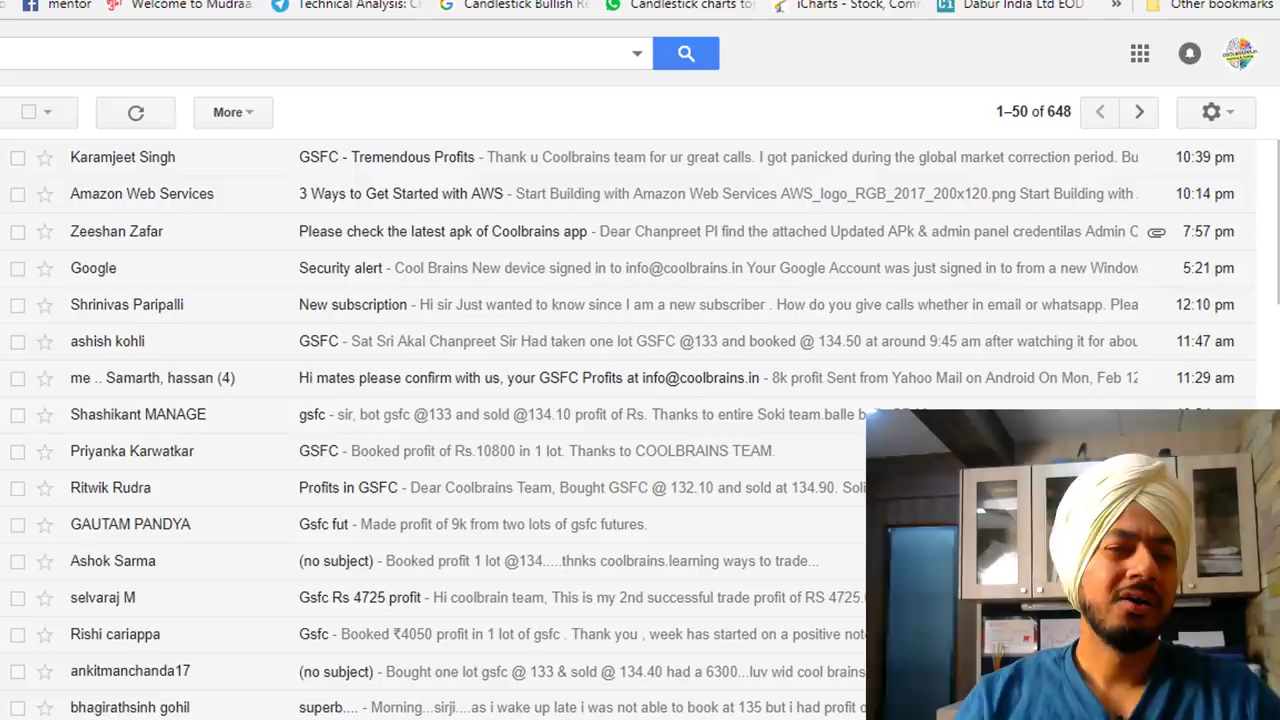 mentor Welcome to Mudraa Technical Analysis: C Candlestick Bullish Re Candlestick charts top iCharts - Stock, Com Dabur India Ltd EOD » Other bookmarks
More 1–50 of 648
Karamjeet Singh GSFC - Tremendous Profits - Thank u Coolbrains team for ur great calls. I got panicked during the global market correction period. Bu 10:39 pm
Amazon Web Services 3 Ways to Get Started with AWS - Start Building with Amazon Web Services AWS_logo_RGB_2017_200x120.png Start Building with . 10:14 pm
Zeeshan Zafar Please check the latest apk of Coolbrains app - Dear Chanpreet Pl find the attached Updated APk & admin panel credentilas Admin C 7:57 pm
Google Security alert - Cool Brains New device signed in to info@coolbrains.in Your Google Account was just signed in to from a new Window 5:21 pm
Shrinivas Paripalli New subscription - Hi sir Just wanted to know since I am a new subscriber . How do you give calls whether in email or whatsapp. Plea 12:10 pm
ashish kohli GSFC - Sat Sri Akal Chanpreet Sir Had taken one lot GSFC @133 and booked @ 134.50 at around 9:45 am after watching it for abou 11:47 am
me .. Samarth, hassan (4) Hi mates please confirm with us, your GSFC Profits at info@coolbrains.in - 8k profit Sent from Yahoo Mail on Android On Mon, Feb 12 11:29 am
Shashikant MANAGE gsfc - sir, bot gsfc @133 and sold @134.10 profit of Rs. Thanks to entire Soki team.balle b
Priyanka Karwatkar GSFC - Booked profit of Rs.10800 in 1 lot. Thanks to COOLBRAINS TEAM.
Ritwik Rudra Profits in GSFC - Dear Coolbrains Team, Bought GSFC @ 132.10 and sold at 134.90. Soli
GAUTAM PANDYA Gsfc fut - Made profit of 9k from two lots of gsfc futures.
Ashok Sarma (no subject) - Booked profit 1 lot @134.....thnks coolbrains.learning ways to trade...
selvaraj M Gsfc Rs 4725 profit - Hi coolbrain team, This is my 2nd successful trade profit of RS 4725.
Rishi cariappa Gsfc - Booked ₹4050 profit in 1 lot of gsfc . Thank you , week has started on a positive note
ankitmanchanda17 (no subject) - Bought one lot gsfc @ 133 & sold @ 134.40 had a 6300...luv wid cool brains
bhagirathsinh gohil superb.... - Morning...sirji....as i wake up late i was not able to book at 135 but i had profit o